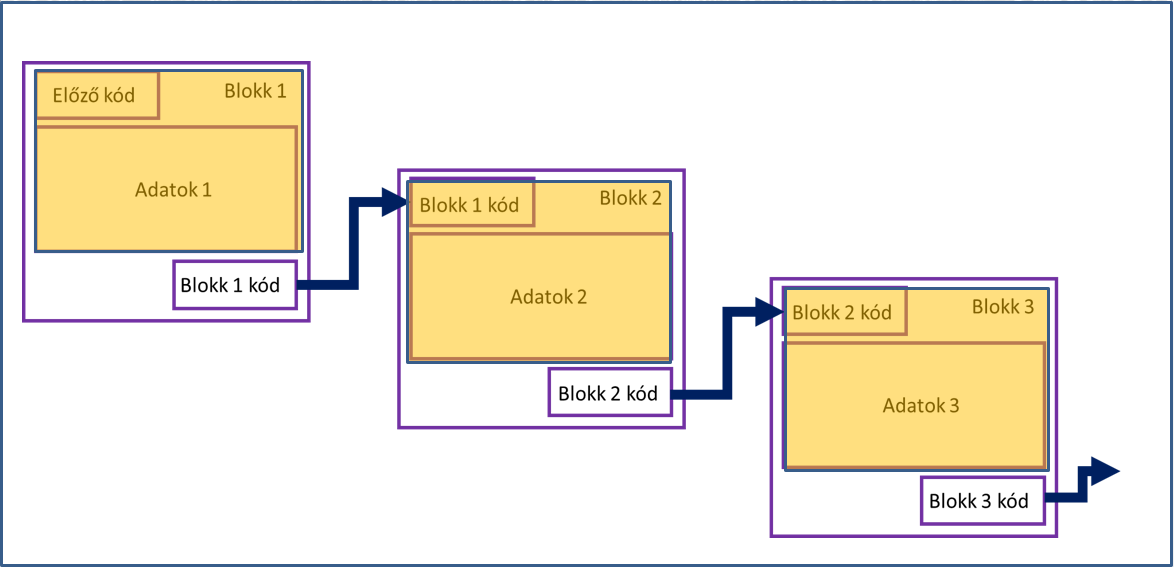 Előző kód
Blokk 1
Adatok 1
Blokk 1 kód
Blokk 1 kód
Blokk 2
Adatok 2
Blokk 2 kód
Blokk 2 kód
Blokk 3
Adatok 3
Blokk 3 kód